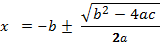 x = −b ± √(b² − 4ac) / 2a